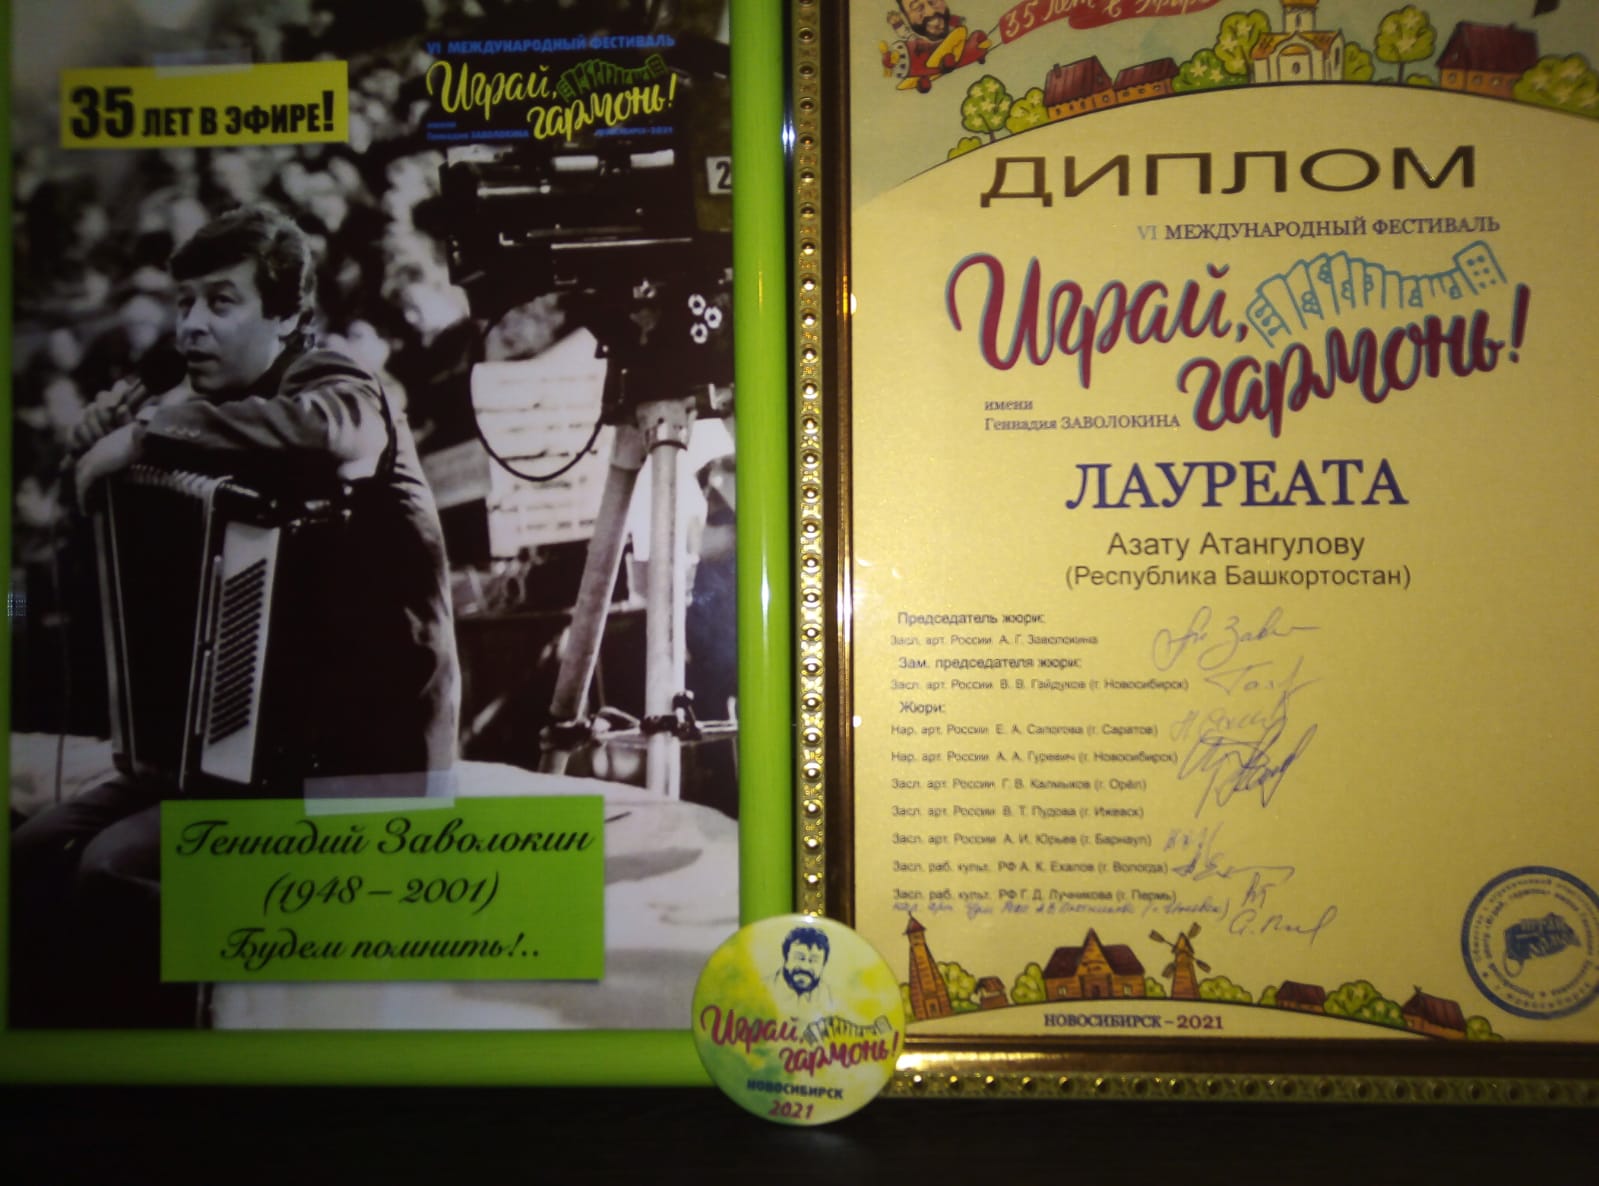 35 ЛЕТ В ЭФИРЕ!
VI МЕЖДУНАРОДНЫЙ ФЕСТИВАЛЬ
Играй,
гармонь!
имени
Геннадия ЗАВОЛОКИНА
НОВОСИБИРСК-2021
2
Геннадий Заволокин
(1948 – 2001)
Будем помнить!..
35 лет в эфире
ДИПЛОМ
VI МЕЖДУНАРОДНЫЙ ФЕСТИВАЛЬ
Играй,
гармонь!
имени
Геннадия ЗАВОЛОКИНА
ЛАУРЕАТА
Азату Атангулову
(Республика Башкортостан)
Председатель жюри:
Засл. арт. России А. Г. Заволокина
Зам. председателя жюри:
Засл. арт. России В. В. Гайдуков (г. Новосибирск)
Жюри:
Нар. арт. России Е. А. Сапогова (г. Саратов)
Нар. арт. России А. А. Гуревич (г. Новосибирск)
Засл. арт. России Г. В. Калмыков (г. Орёл)
Засл. арт. России В. Т. Пудова (г. Ижевск)
Засл. арт. России А. И. Юрьев (г. Барнаул)
Засл. раб. культ. РФ А. К. Ехалов (г. Вологда)
Засл. раб. культ. РФ Г. Д. Лучникова (г. Пермь)
НОВОСИБИРСК – 2021
Играй,
гармонь!
НОВОСИБИРСК
2021